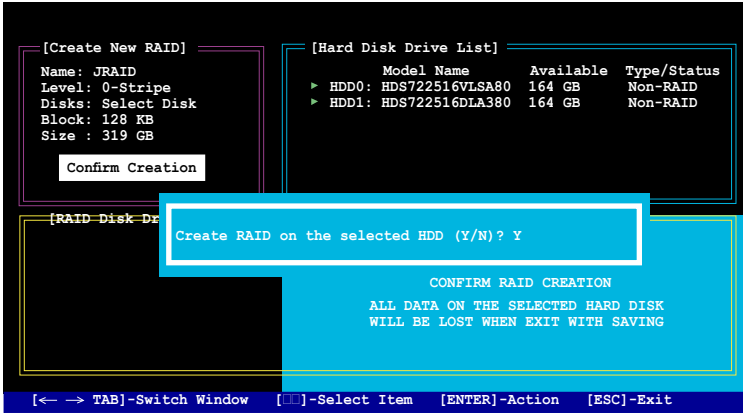 [Create New RAID]
Name: JRAID
Level: 0-Stripe
Disks: Select Disk
Block: 128 KB
Size : 319 GB
Confirm Creation
[Hard Disk Drive List]
Model Name Available Type/Status
HDD0: HDS722516VLSA80 164 GB Non-RAID
HDD1: HDS722516DLA380 164 GB Non-RAID
[RAID Disk Dr
Create RAID on the selected HDD (Y/N)? Y
CONFIRM RAID CREATION
ALL DATA ON THE SELECTED HARD DISK
WILL BE LOST WHEN EXIT WITH SAVING
[← → TAB]-Switch Window [□□]-Select Item [ENTER]-Action [ESC]-Exit